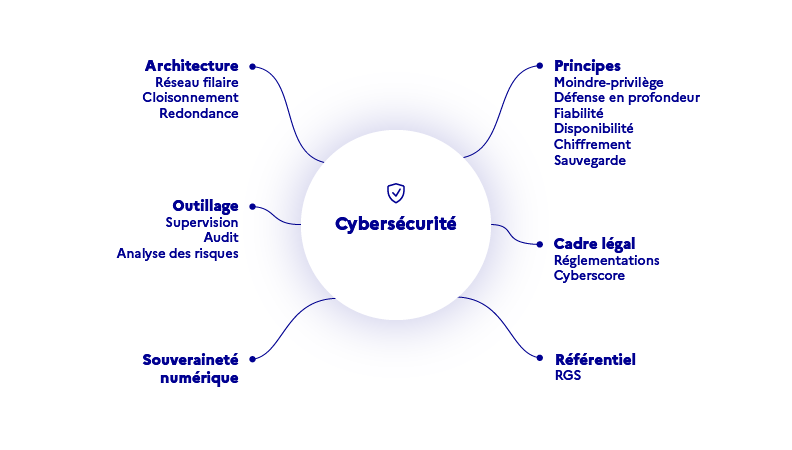 Architecture
Réseau filaire
Cloisonnement
Redondance
Outillage
Supervision
Audit
Analyse des risques
Souveraineté
numérique
Cybersécurité
Principes
Moindre-privilège
Défense en profondeur
Fiabilité
Disponibilité
Chiffrement
Sauvegarde
Cadre légal
Réglementations
Cyberscore
Référentiel
RGS